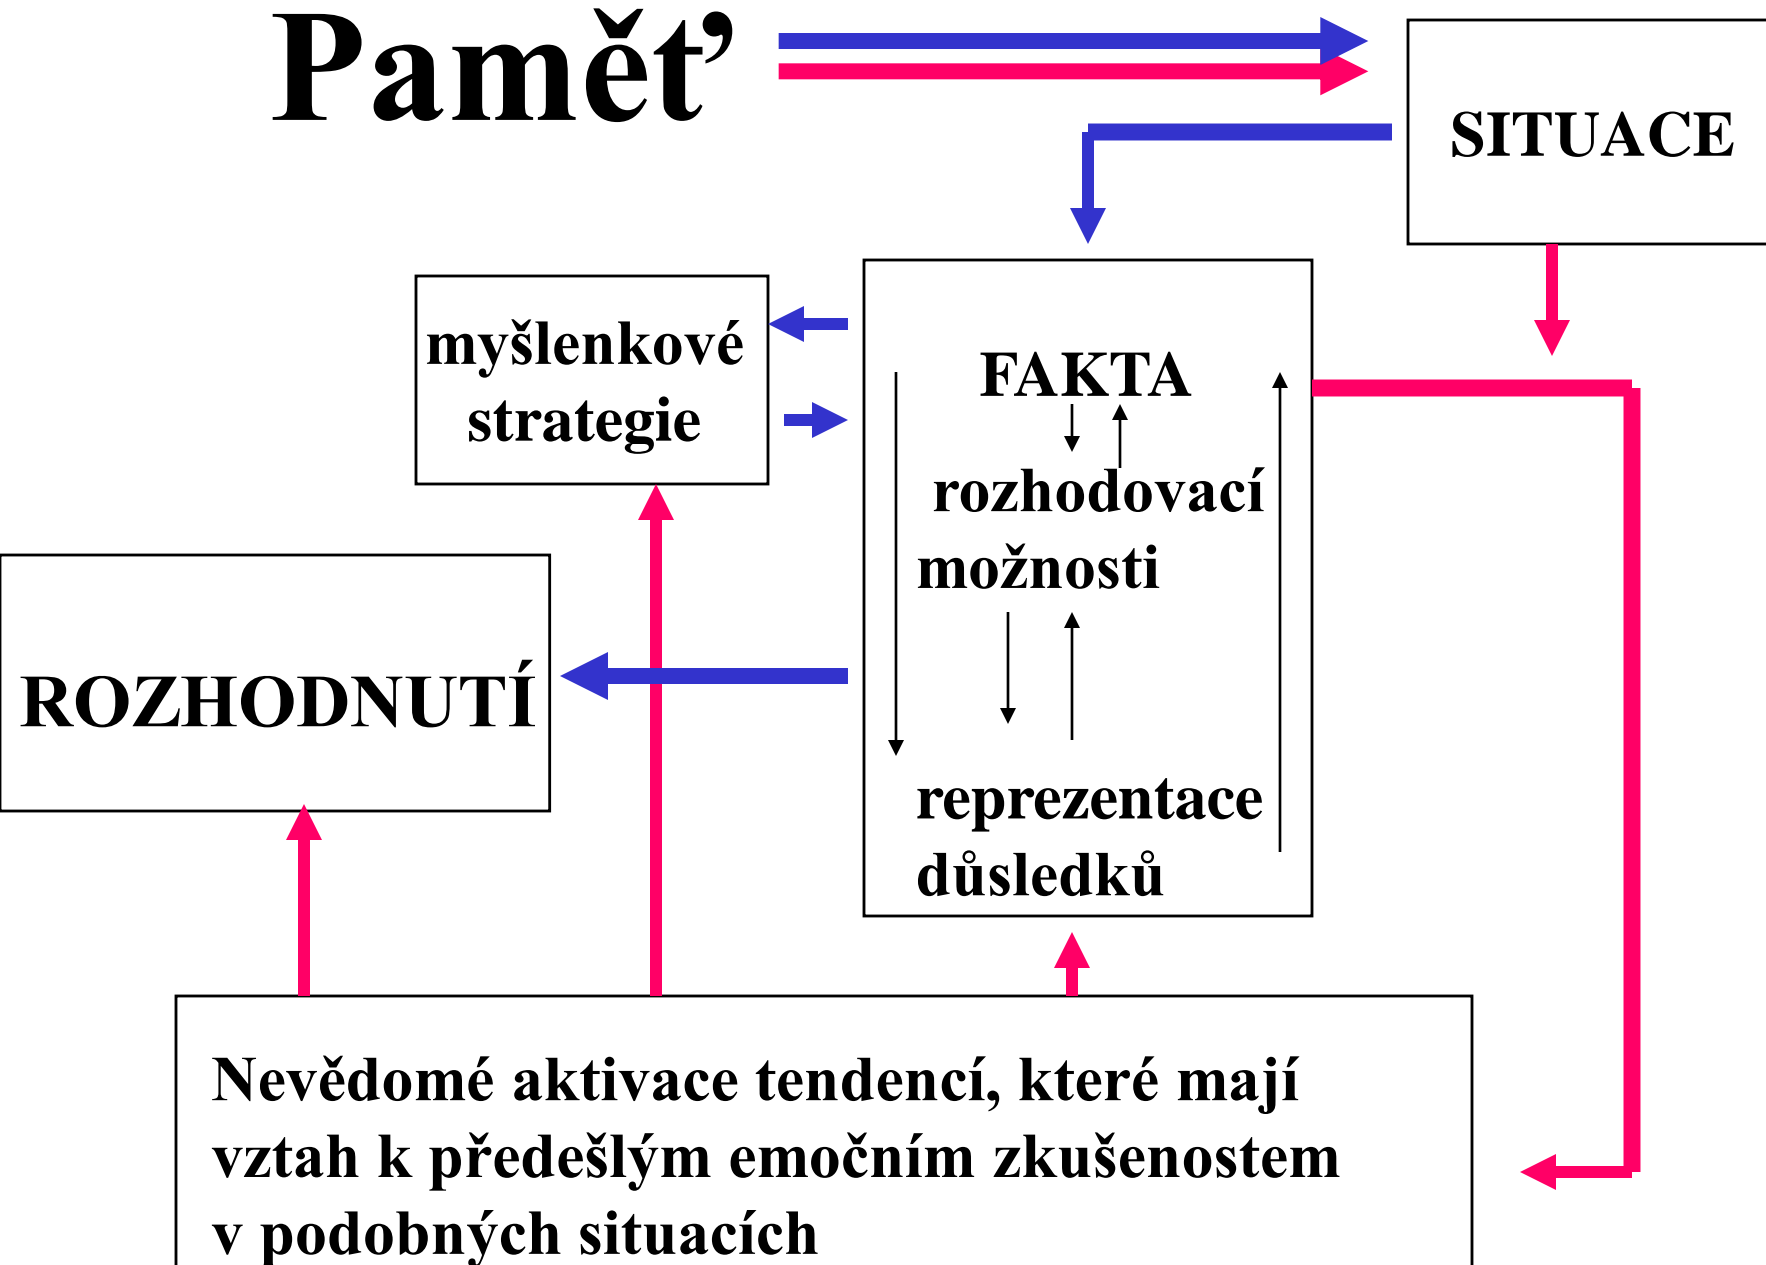 Paměť
SITUACE
myšlenkové
strategie
FAKTA
rozhodovací
možnosti
ROZHODNUTÍ
reprezentace
důsledků
Nevědomé aktivace tendencí, které mají
vztah k předešlým emočním zkušenostem
v podobných situacích